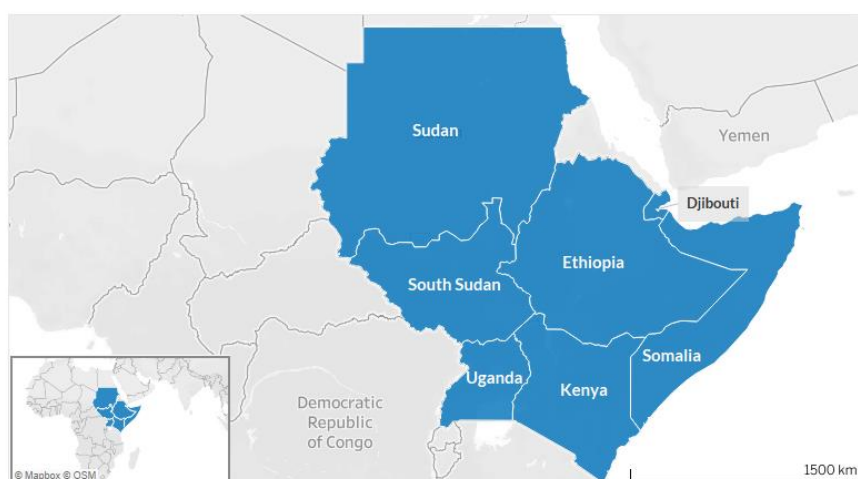 Sudan
Yemen
Djibouti
Ethiopia
South Sudan
Somalia
Uganda
Kenya
Democratic
Republic
of Congo
© Mapbox © OSM
1500 km